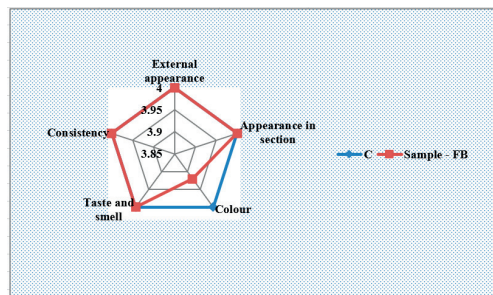 External
appearance
4
3.95
3.9
3.85
Consistency
Appearance in
section
Taste and
smell
Colour
C
Sample - FB